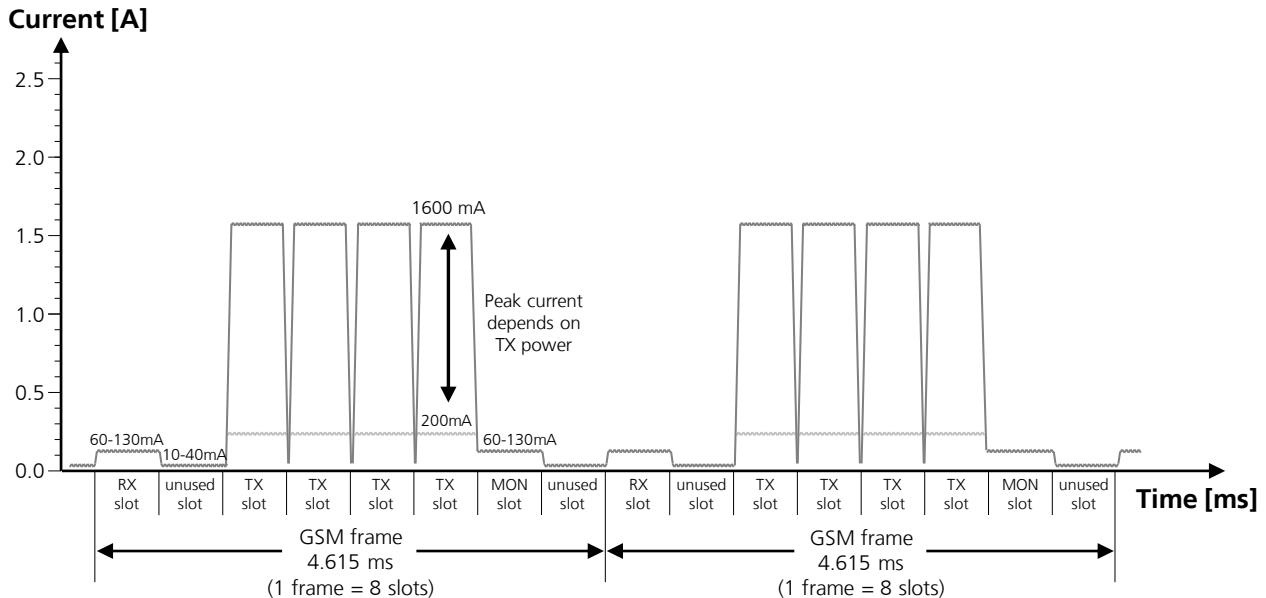 Current [A]
2.5
2.0
1.5
1.0
0.5
0.0
1600 mA
Peak current
depends on
TX power
200mA
60-130mA
10-40mA
60-130mA
RX
slot
unused
slot
TX
slot
TX
slot
TX
slot
TX
slot
MON
slot
unused
slot
RX
slot
unused
slot
TX
slot
TX
slot
TX
slot
TX
slot
MON
slot
unused
slot
Time [ms]
GSM frame
4.615 ms
(1 frame = 8 slots)
GSM frame
4.615 ms
(1 frame = 8 slots)